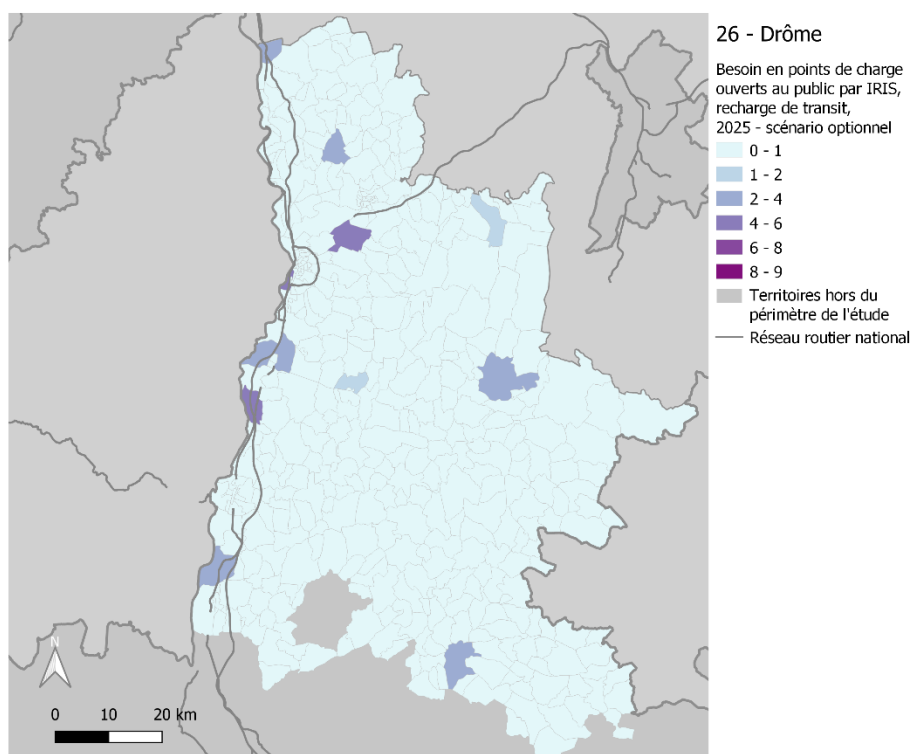 26 - Drôme
Besoin en points de charge
ouverts au public par IRIS,
recharge de transit,
2025 - scénario optionnel
0 - 1
1 - 2
2 - 4
4 - 6
6 - 8
8 - 9
Territoires hors du
périmètre de l'étude
Réseau routier national
N
0 10 20 km